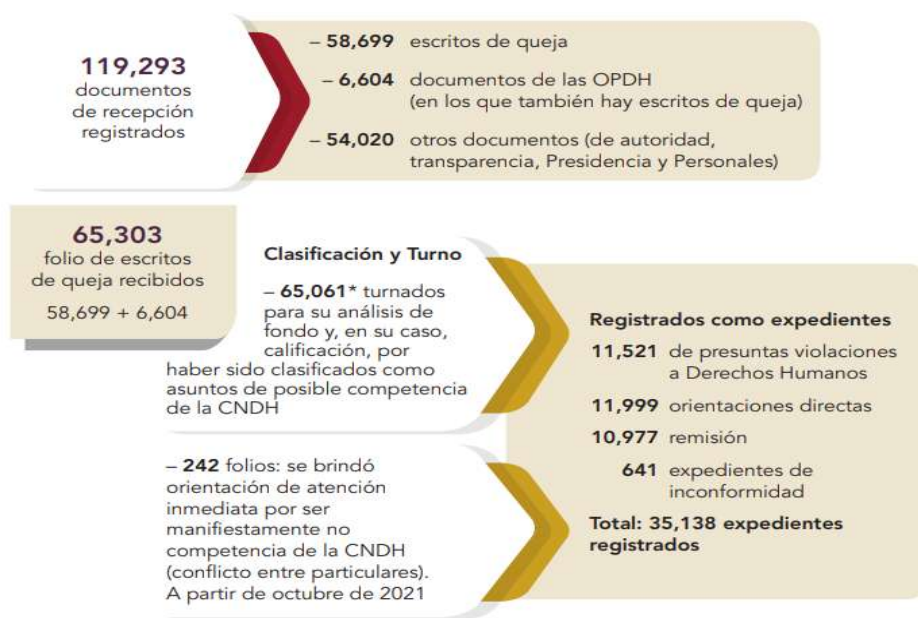 119,293
documentos
de recepción
registrados
– 58,699 escritos de queja
– 6,604 documentos de las OPDH
(en los que también hay escritos de queja)
– 54,020 otros documentos (de autoridad,
transparencia, Presidencia y Personales)
65,303
folio de escritos
de queja recibidos
58,699 + 6,604
Clasificación y Turno
– 65,061* turnados
para su análisis de
fondo y, en su caso,
calificación, por
haber sido clasificados como
asuntos de posible competencia
de la CNDH
– 242 folios: se brindó
orientación de atención
inmediata por ser
manifiestamente no
competencia de la CNDH
(conflicto entre particulares).
A partir de octubre de 2021
Registrados como expedientes
11,521 de presuntas violaciones
a Derechos Humanos
11,999 orientaciones directas
10,977 remisión
641 expedientes de
inconformidad
Total: 35,138 expedientes
registrados